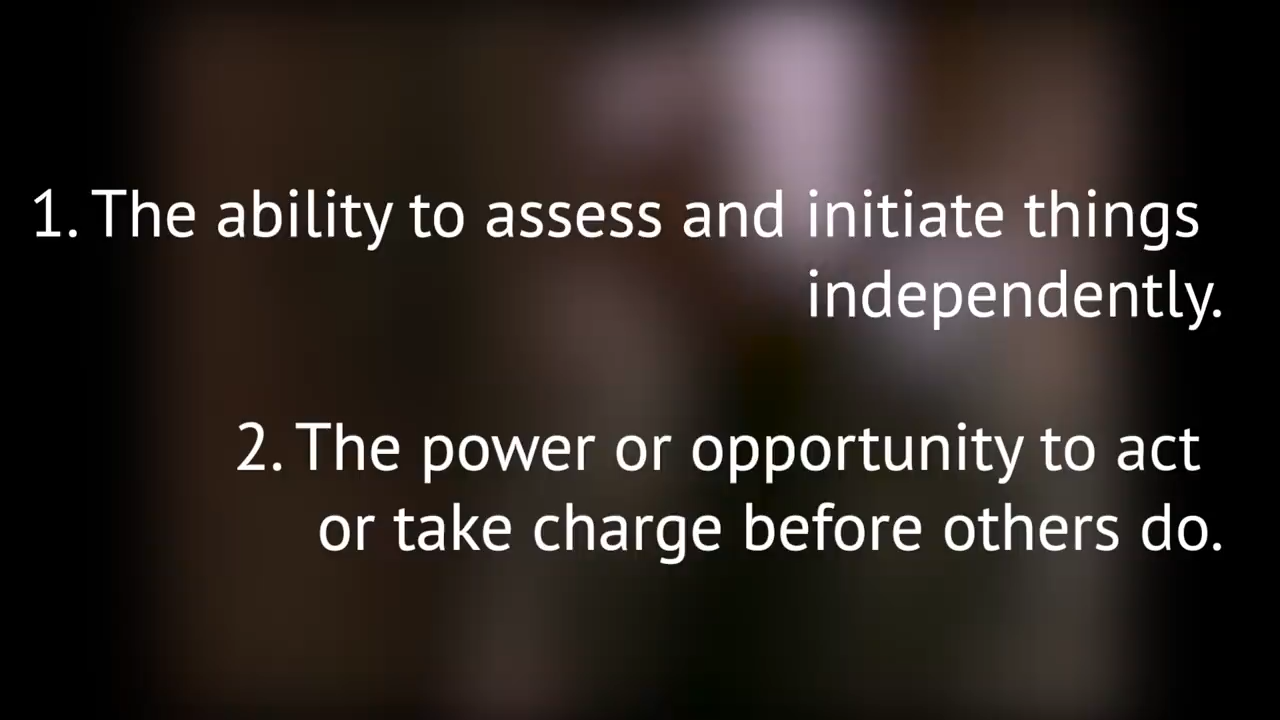 1. The ability to assess and initiate things
independently.
2. The power or opportunity to act
or take charge before others do.